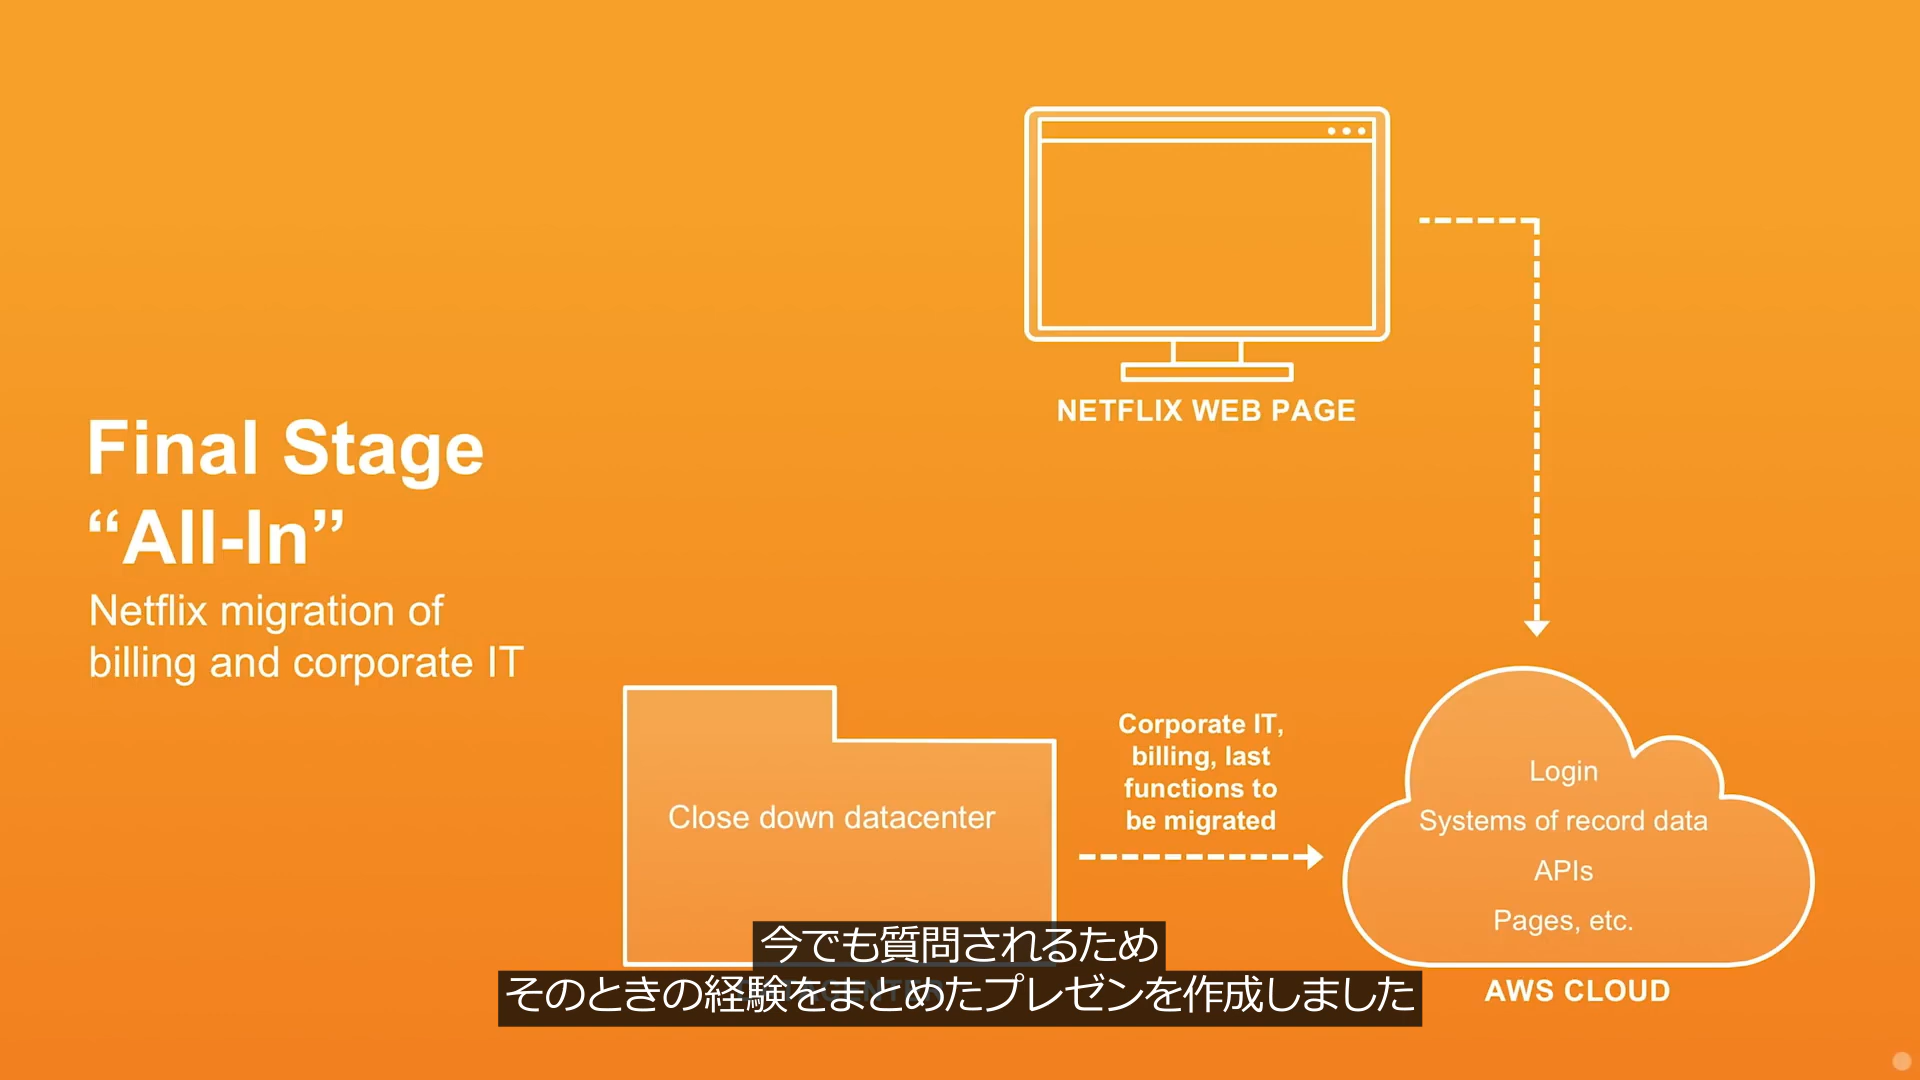 NETFLIX WEB PAGE
Final Stage
“All-In”
Netflix migration of
billing and corporate IT
Close down datacenter
Corporate IT,
billing, last
functions to
be migrated
Login
Systems of record data
APIs
Pages, etc.
AWS CLOUD
今でも質問されるため
そのときの経験をまとめたプレゼンを作成しました